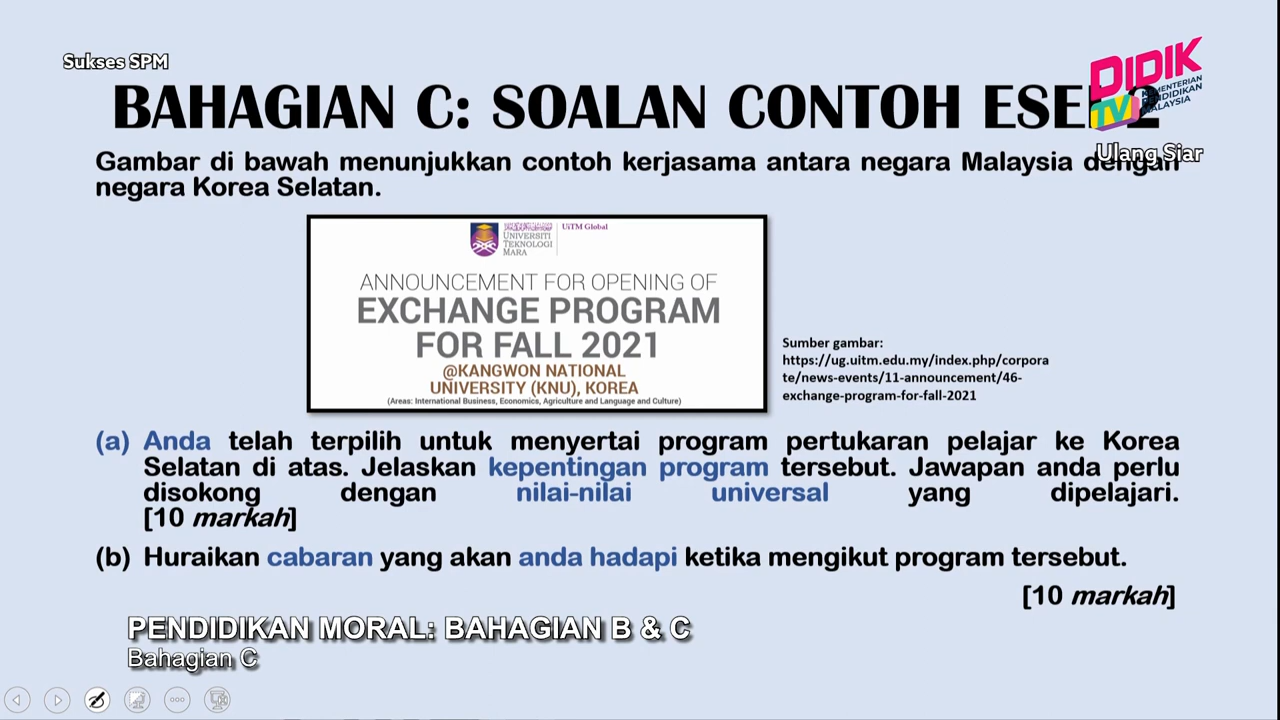 Sukses SPM
DIDIK
TV
KEMENTERIAN
PENDIDIKAN
MALAYSIA
Ulang Siar
BAHAGIAN C: SOALAN CONTOH ESEI 2
Gambar di bawah menunjukkan contoh kerjasama antara negara Malaysia dengan
negara Korea Selatan.
UNIVERSITI
TEKNOLOGI
MARA
UiTM Global
ANNOUNCEMENT FOR OPENING OF
EXCHANGE PROGRAM
FOR FALL 2021
@KANGWON NATIONAL
UNIVERSITY (KNU), KOREA
(Areas: International Business, Economics, Agriculture and Language and Culture)
Sumber gambar:
https://ug.uitm.edu.my/index.php/corpora
te/news-events/11-announcement/46-
exchange-program-for-fall-2021
(a) Anda telah terpilih untuk menyertai program pertukaran pelajar ke Korea
Selatan di atas. Jelaskan kepentingan program tersebut. Jawapan anda perlu
disokong dengan nilai-nilai universal yang dipelajari.
[10 markah]
(b) Huraikan cabaran yang akan anda hadapi ketika mengikut program tersebut.
[10 markah]
PENDIDIKAN MORAL: BAHAGIAN B & C
Bahagian C